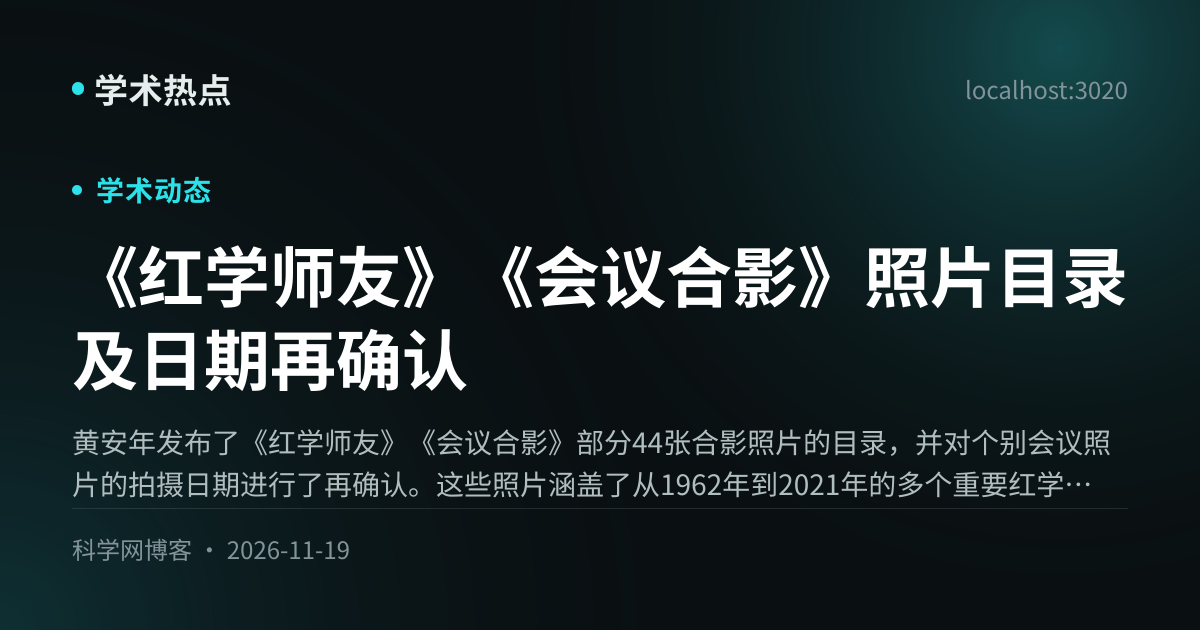 学术热点
localhost:3020
学术动态
《红学师友》《会议合影》照片目录
及日期再确认
黄安年发布了《红学师友》《会议合影》部分44张合影照片的目录，并对个别会议照
片的拍摄日期进行了再确认。这些照片涵盖了从1962年到2021年的多个重要红学…
科学网博客 · 2026-11-19